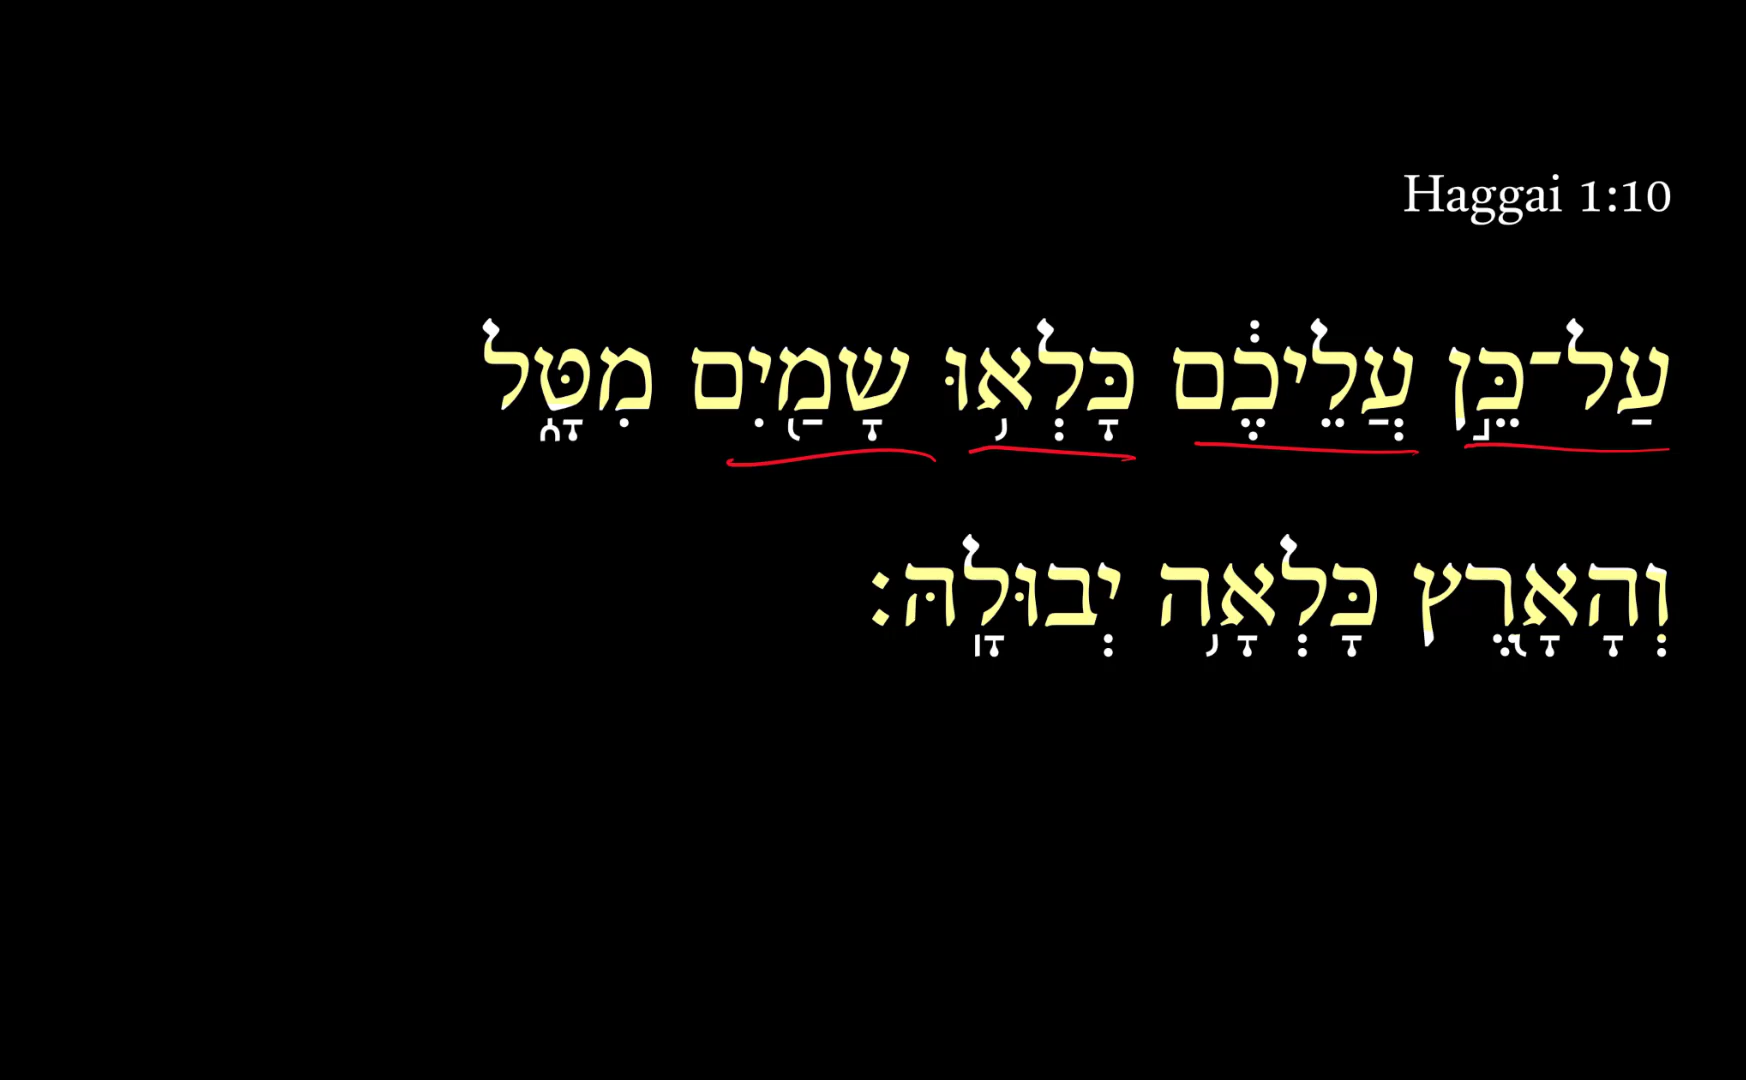 Haggai 1:10
עַל־כֵּ֣ן עֲלֵיכֶ֔ם כָּלְא֥וּ שָׁמַ֖יִם מִטָּ֑ל
וְהָאָ֖רֶץ כָּלְאָ֥ה יְבוּלָֽהּ׃